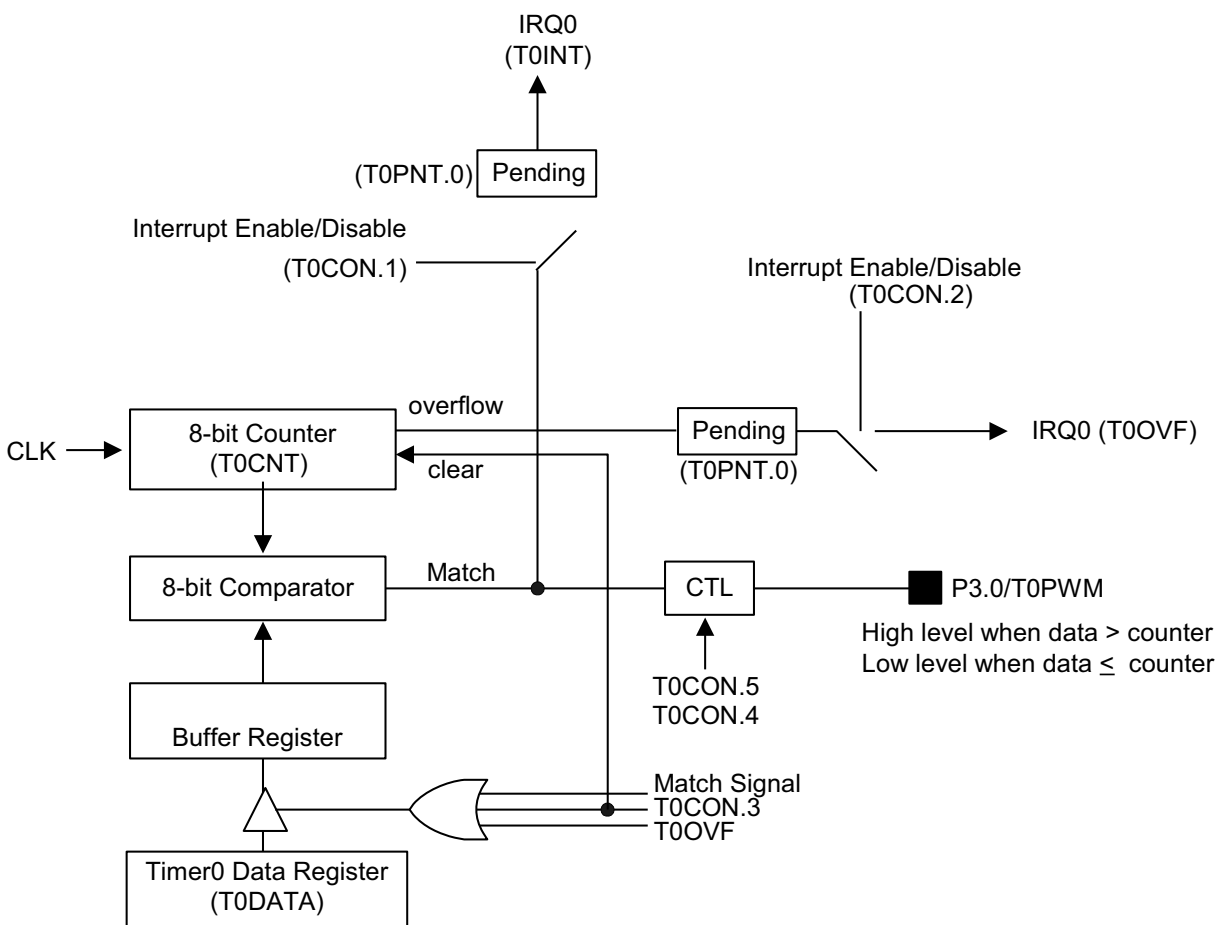 IRQ0
(T0INT)
(T0PNT.0)
Pending
Interrupt Enable/Disable
(T0CON.1)
Interrupt Enable/Disable
(T0CON.2)
overflow
CLK
8-bit Counter
(T0CNT)
Pending
(T0PNT.0)
IRQ0 (T0OVF)
clear
8-bit Comparator
Match
CTL
P3.0/T0PWM
High level when data > counter
Low level when data ≤ counter
T0CON.5
T0CON.4
Buffer Register
Match Signal
T0CON.3
T0OVF
Timer0 Data Register
(T0DATA)